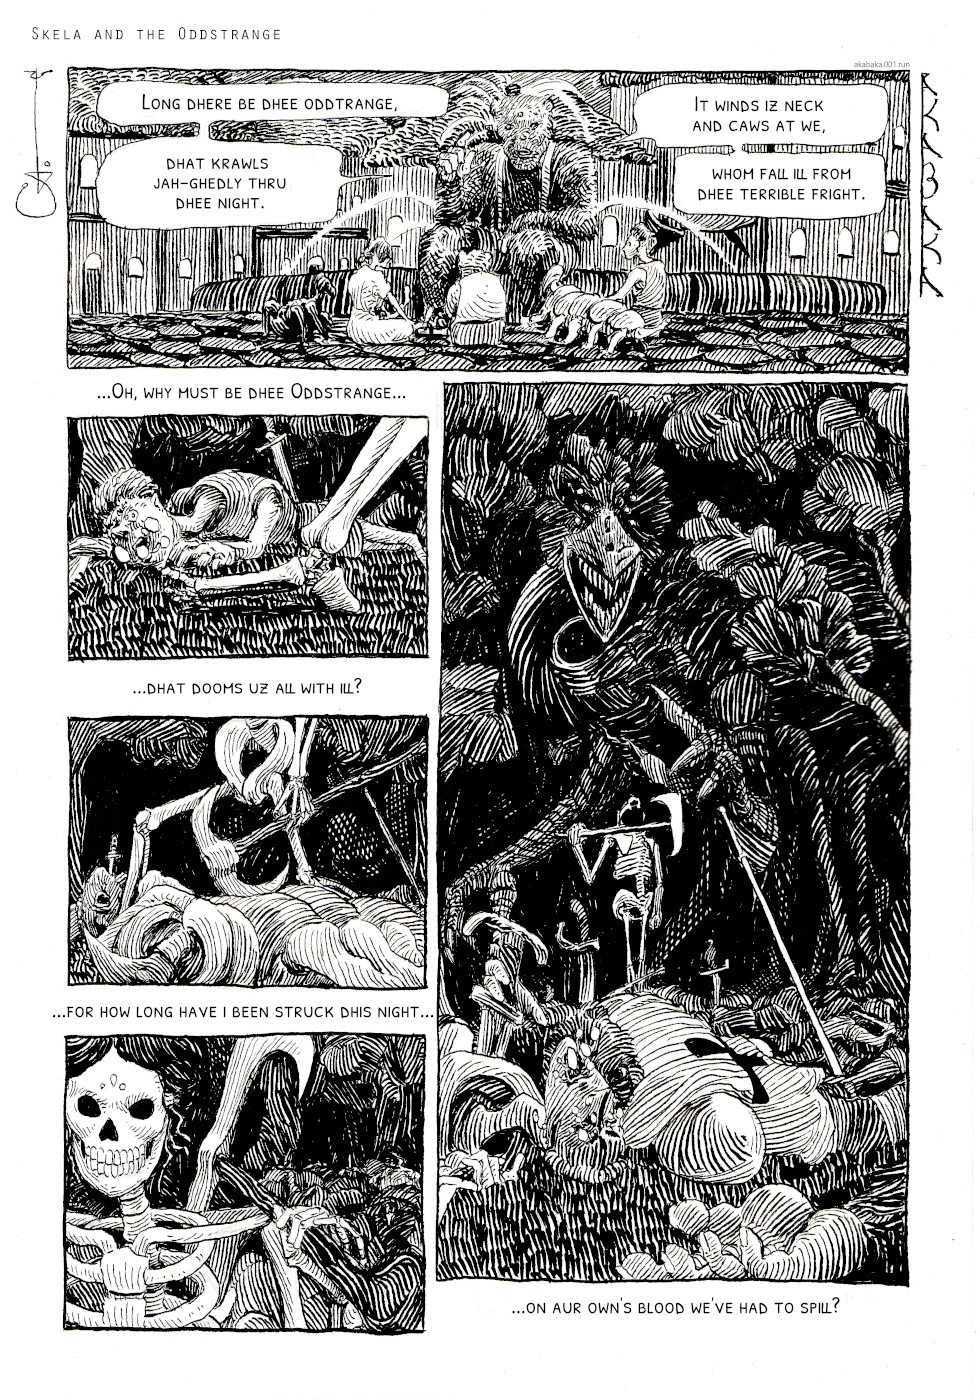 Skela and the Oddstrange
akabaka.001.run
Long dhere be dhee oddtrange,
dhat krawls
jah-ghedly thru
dhee night.
It winds iz neck
and caws at we,
whom fall ill from
dhee terrible fright.
...Oh, why must be dhee Oddstrange...
...dhat dooms uz all with ill?
...for how long have i been struck dhis night...
...on aur own's blood we've had to spill?